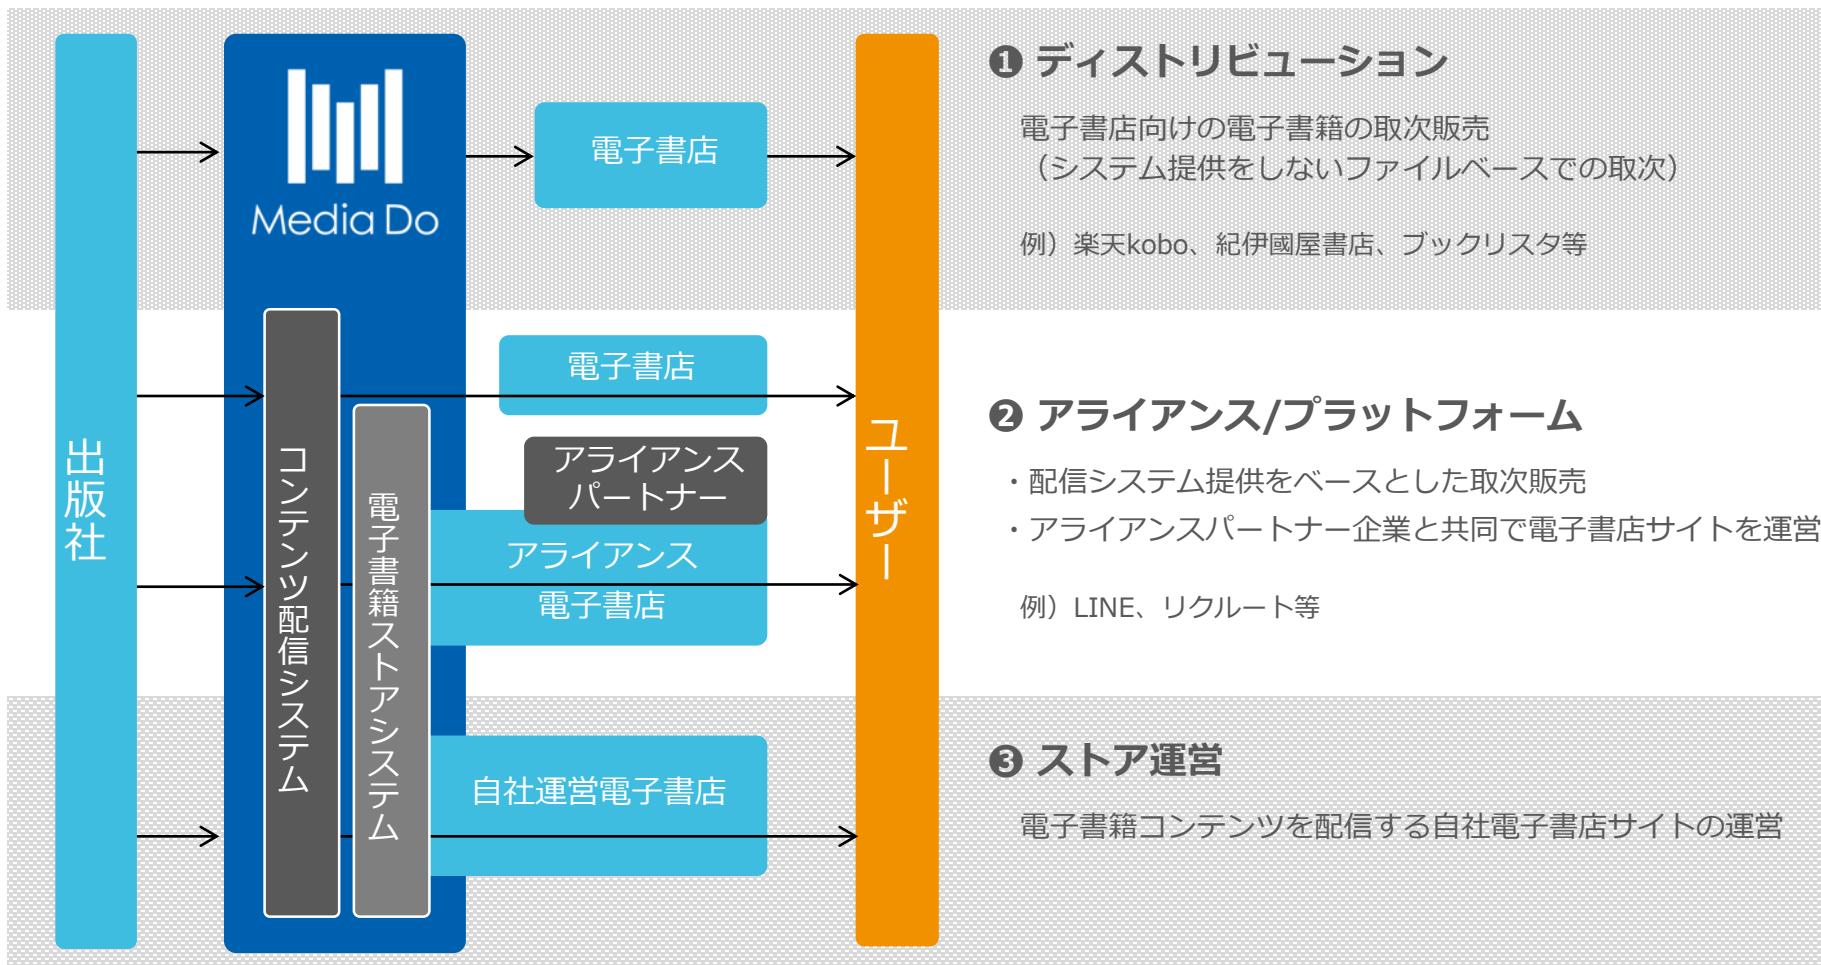 出版社
Media Do
コンテンツ配信システム
電子書籍ストアシステム
電子書店
電子書店
アライアンス
パートナー
アライアンス
電子書店
自社運営電子書店
ユーザー
❶ ディストリビューション
電子書店向けの電子書籍の取次販売
（システム提供をしないファイルベースでの取次）
例）楽天kobo、紀伊國屋書店、ブックリスタ等
❷ アライアンス/プラットフォーム
・配信システム提供をベースとした取次販売
・アライアンスパートナー企業と共同で電子書店サイトを運営
例）LINE、リクルート等
❸ ストア運営
電子書籍コンテンツを配信する自社電子書店サイトの運営